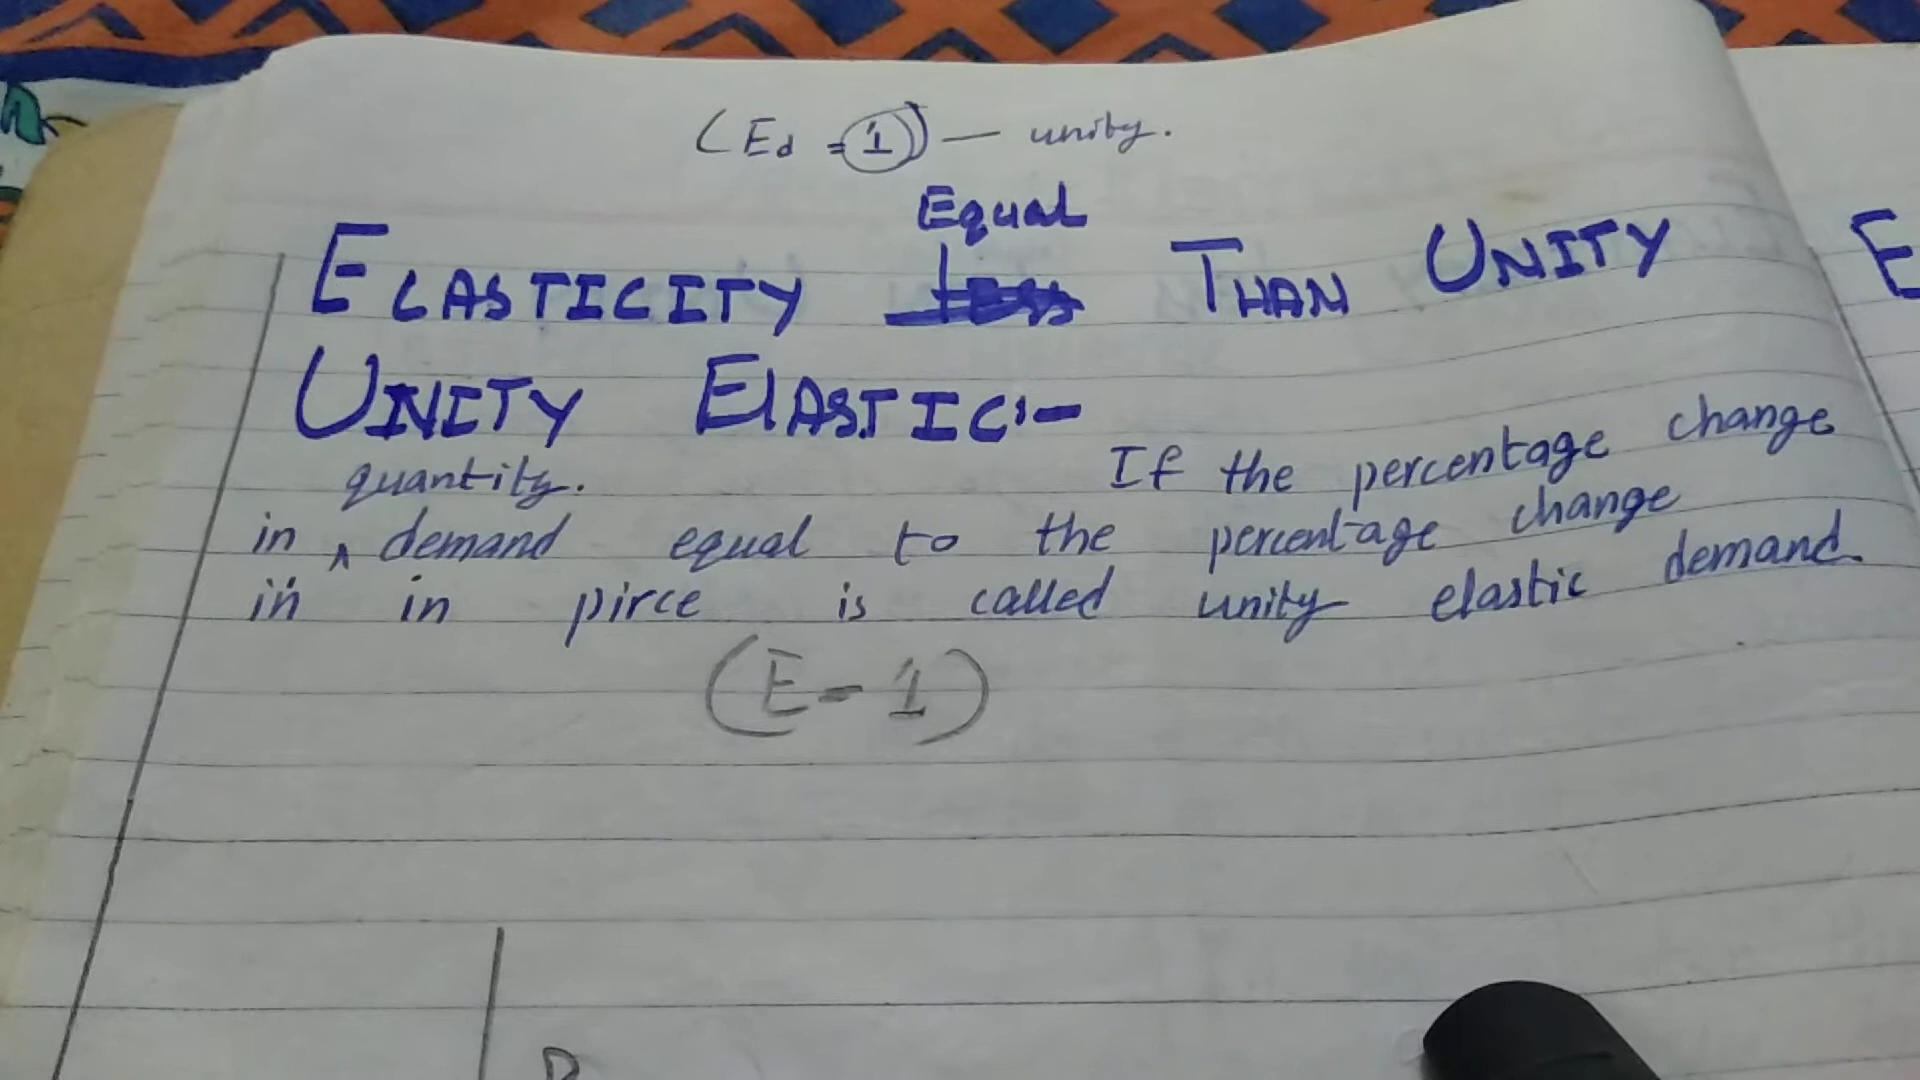 (Ed = 1) — unity.
Equal
ELASTICITY less THAN UNITY E
UNITY ElASTIC:-
If the percentage change
quantity.
in ^ demand equal to the percentage change
in in pirce is called unity elastic demand.
(E = 1)
D